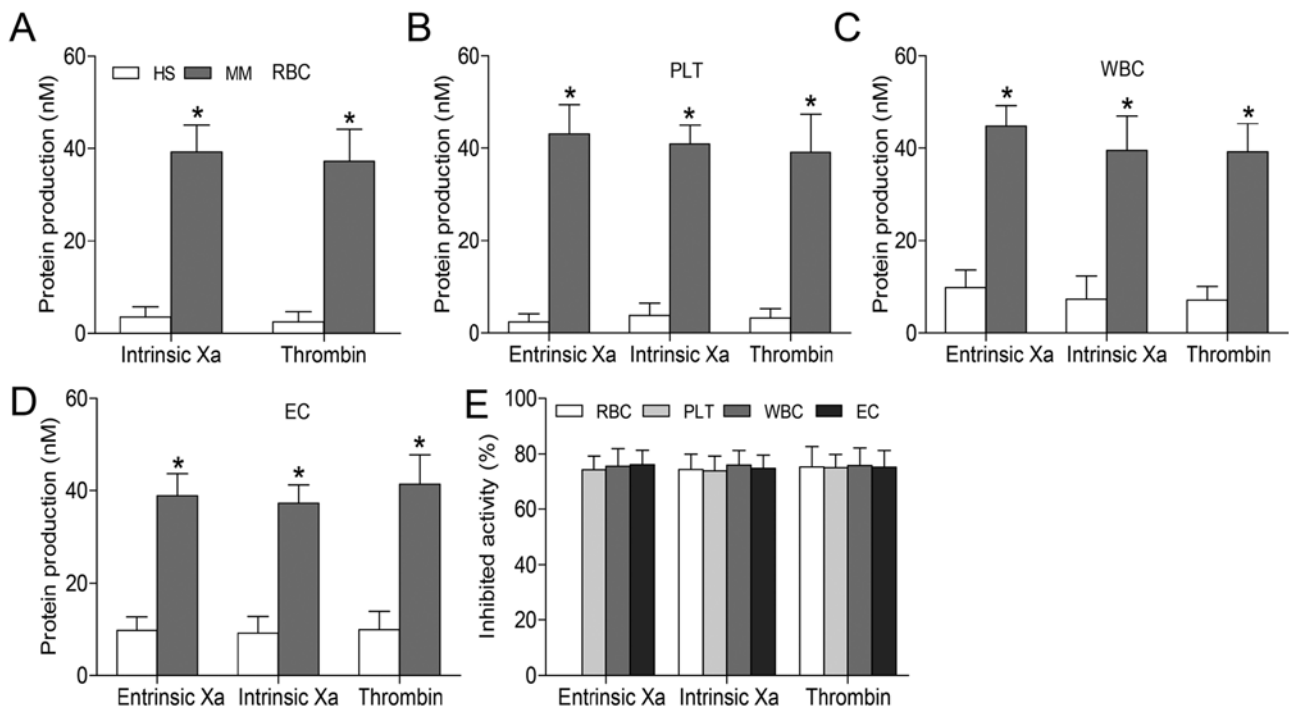 A
Protein production (nM)
60
40
20
0
HS MM RBC
*
*
Intrinsic Xa Thrombin
B
Protein production (nM)
60
40
20
0
PLT
*
*
*
Entrinsic Xa Intrinsic Xa Thrombin
C
Protein production (nM)
60
40
20
0
WBC
*
*
*
Entrinsic Xa Intrinsic Xa Thrombin
D
Protein production (nM)
60
40
20
0
EC
*
*
*
Entrinsic Xa Intrinsic Xa Thrombin
E
Inhibited activity (%)
100
80
60
40
20
0
RBC PLT WBC EC
Entrinsic Xa Intrinsic Xa Thrombin